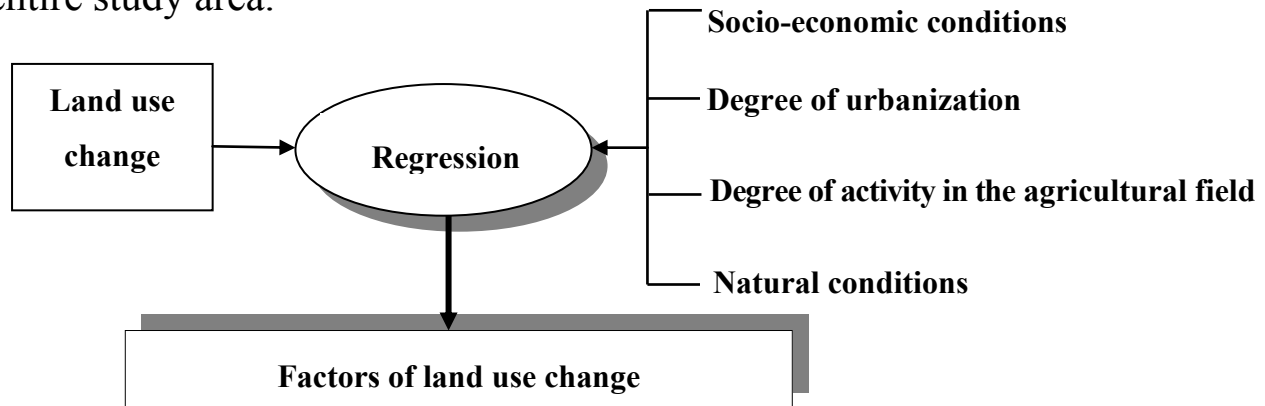 entire study area.
Socio-economic conditions
Land use
change
Degree of urbanization
Regression
Degree of activity in the agricultural field
Natural conditions
Factors of land use change